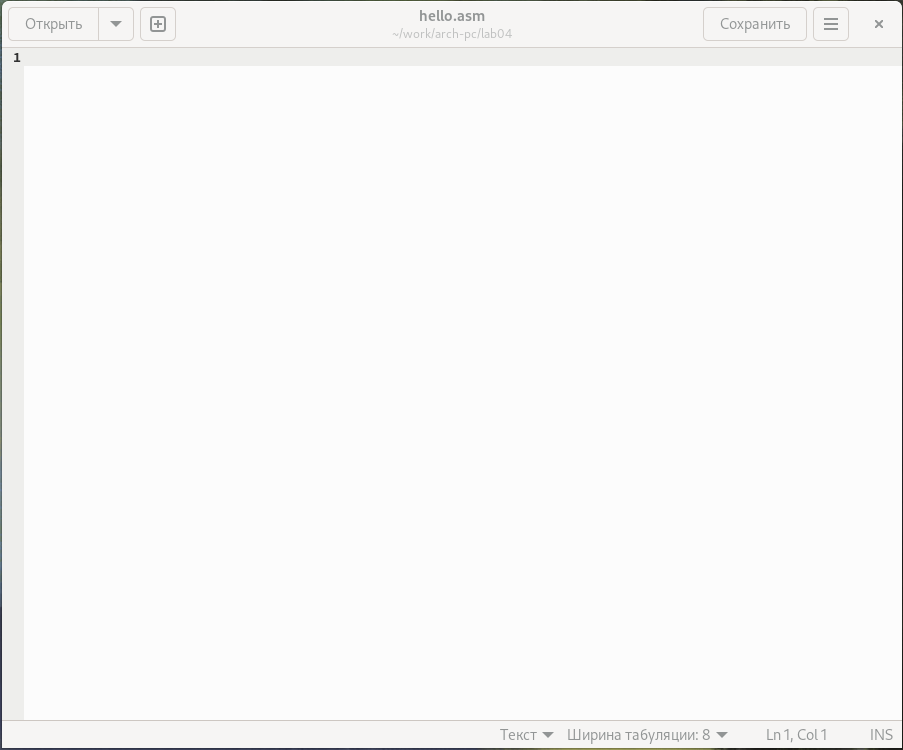 Открыть
hello.asm
~/work/arch-pc/lab04
Сохранить
1
Текст Ширина табуляции: 8 Ln 1, Col 1 INS